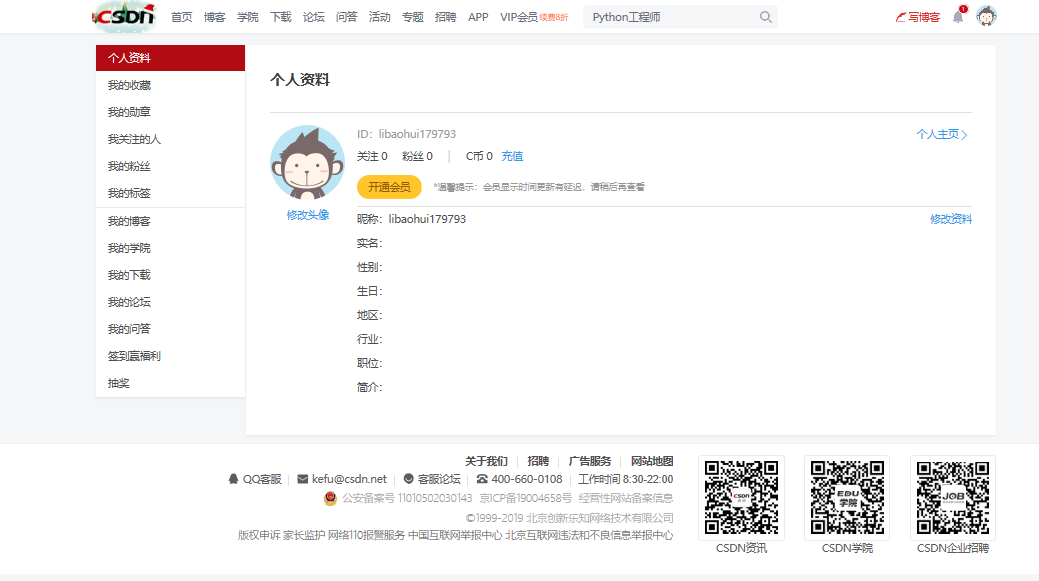 CSDN 首页 博客 学院 下载 论坛 问答 活动 专题 招聘 APP VIP会员 续费8折 Python工程师 写博客 1
个人资料
我的收藏
我的勋章
我关注的人
我的粉丝
我的标签
我的博客
我的学院
我的下载
我的论坛
我的问答
签到赢福利
抽奖
个人资料
ID：libaohui179793 个人主页
关注 0 粉丝 0 | C币 0 充值
开通会员 *温馨提示：会员显示时间更新有延迟，请稍后再查看
修改头像
昵称：libaohui179793 修改资料
实名：
性别：
生日：
地区：
行业：
职位：
简介：
关于我们 | 招聘 | 广告服务 | 网站地图
QQ客服 | kefu@csdn.net | 客服论坛 | 400-660-0108 | 工作时间 8:30-22:00
公安备案号 11010502030143 京ICP备19004658号 经营性网站备案信息
©1999-2019 北京创新乐知网络技术有限公司
版权申诉 家长监护 网络110报警服务 中国互联网举报中心 北京互联网违法和不良信息举报中心
CSDN
CSDN资讯
EDU
学院
CSDN学院
JOB
CSDN企业招聘